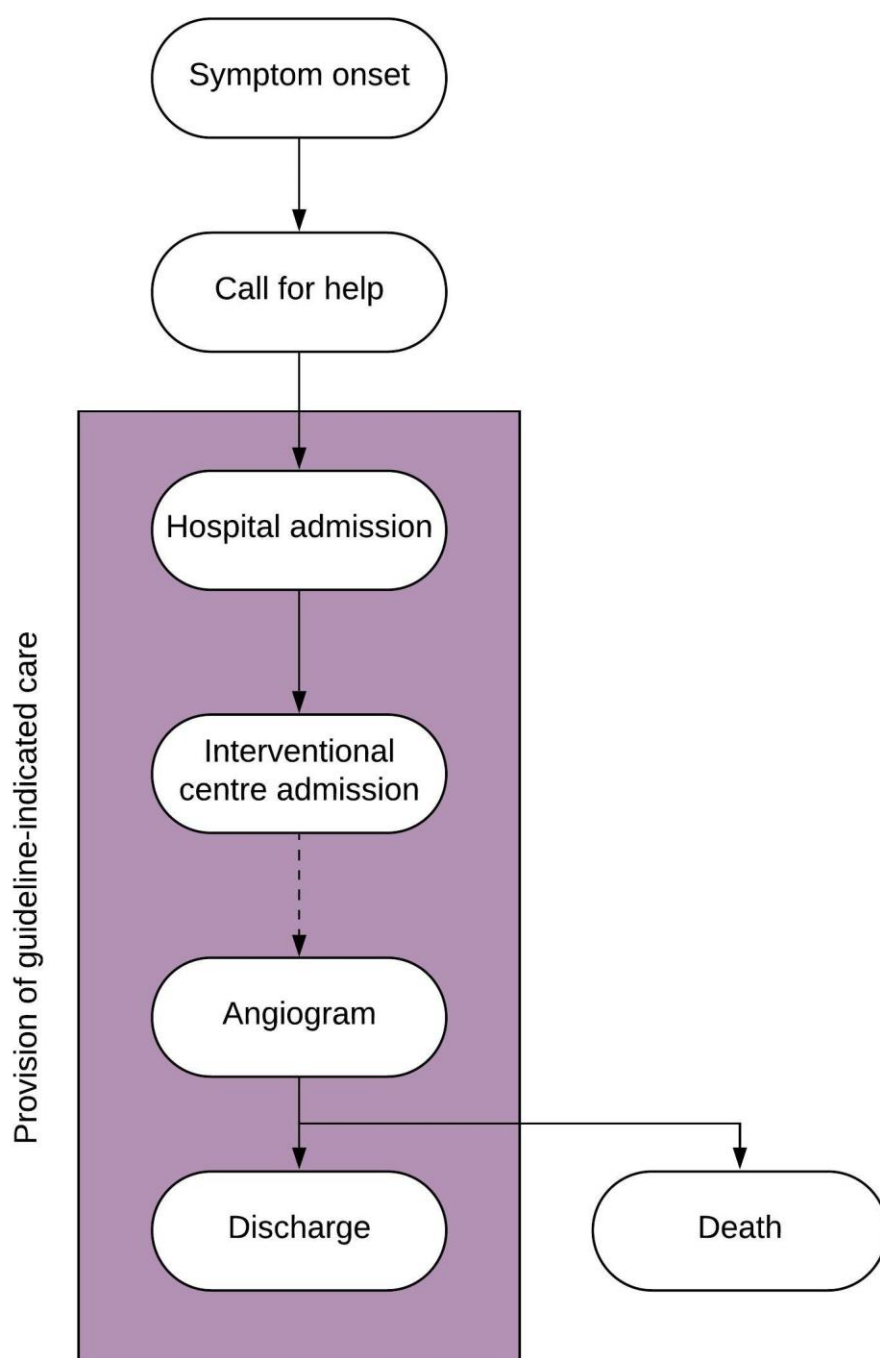 Symptom onset
Call for help
Hospital admission
Interventional
centre admission
Angiogram
Discharge
Death
Provision of guideline-indicated care